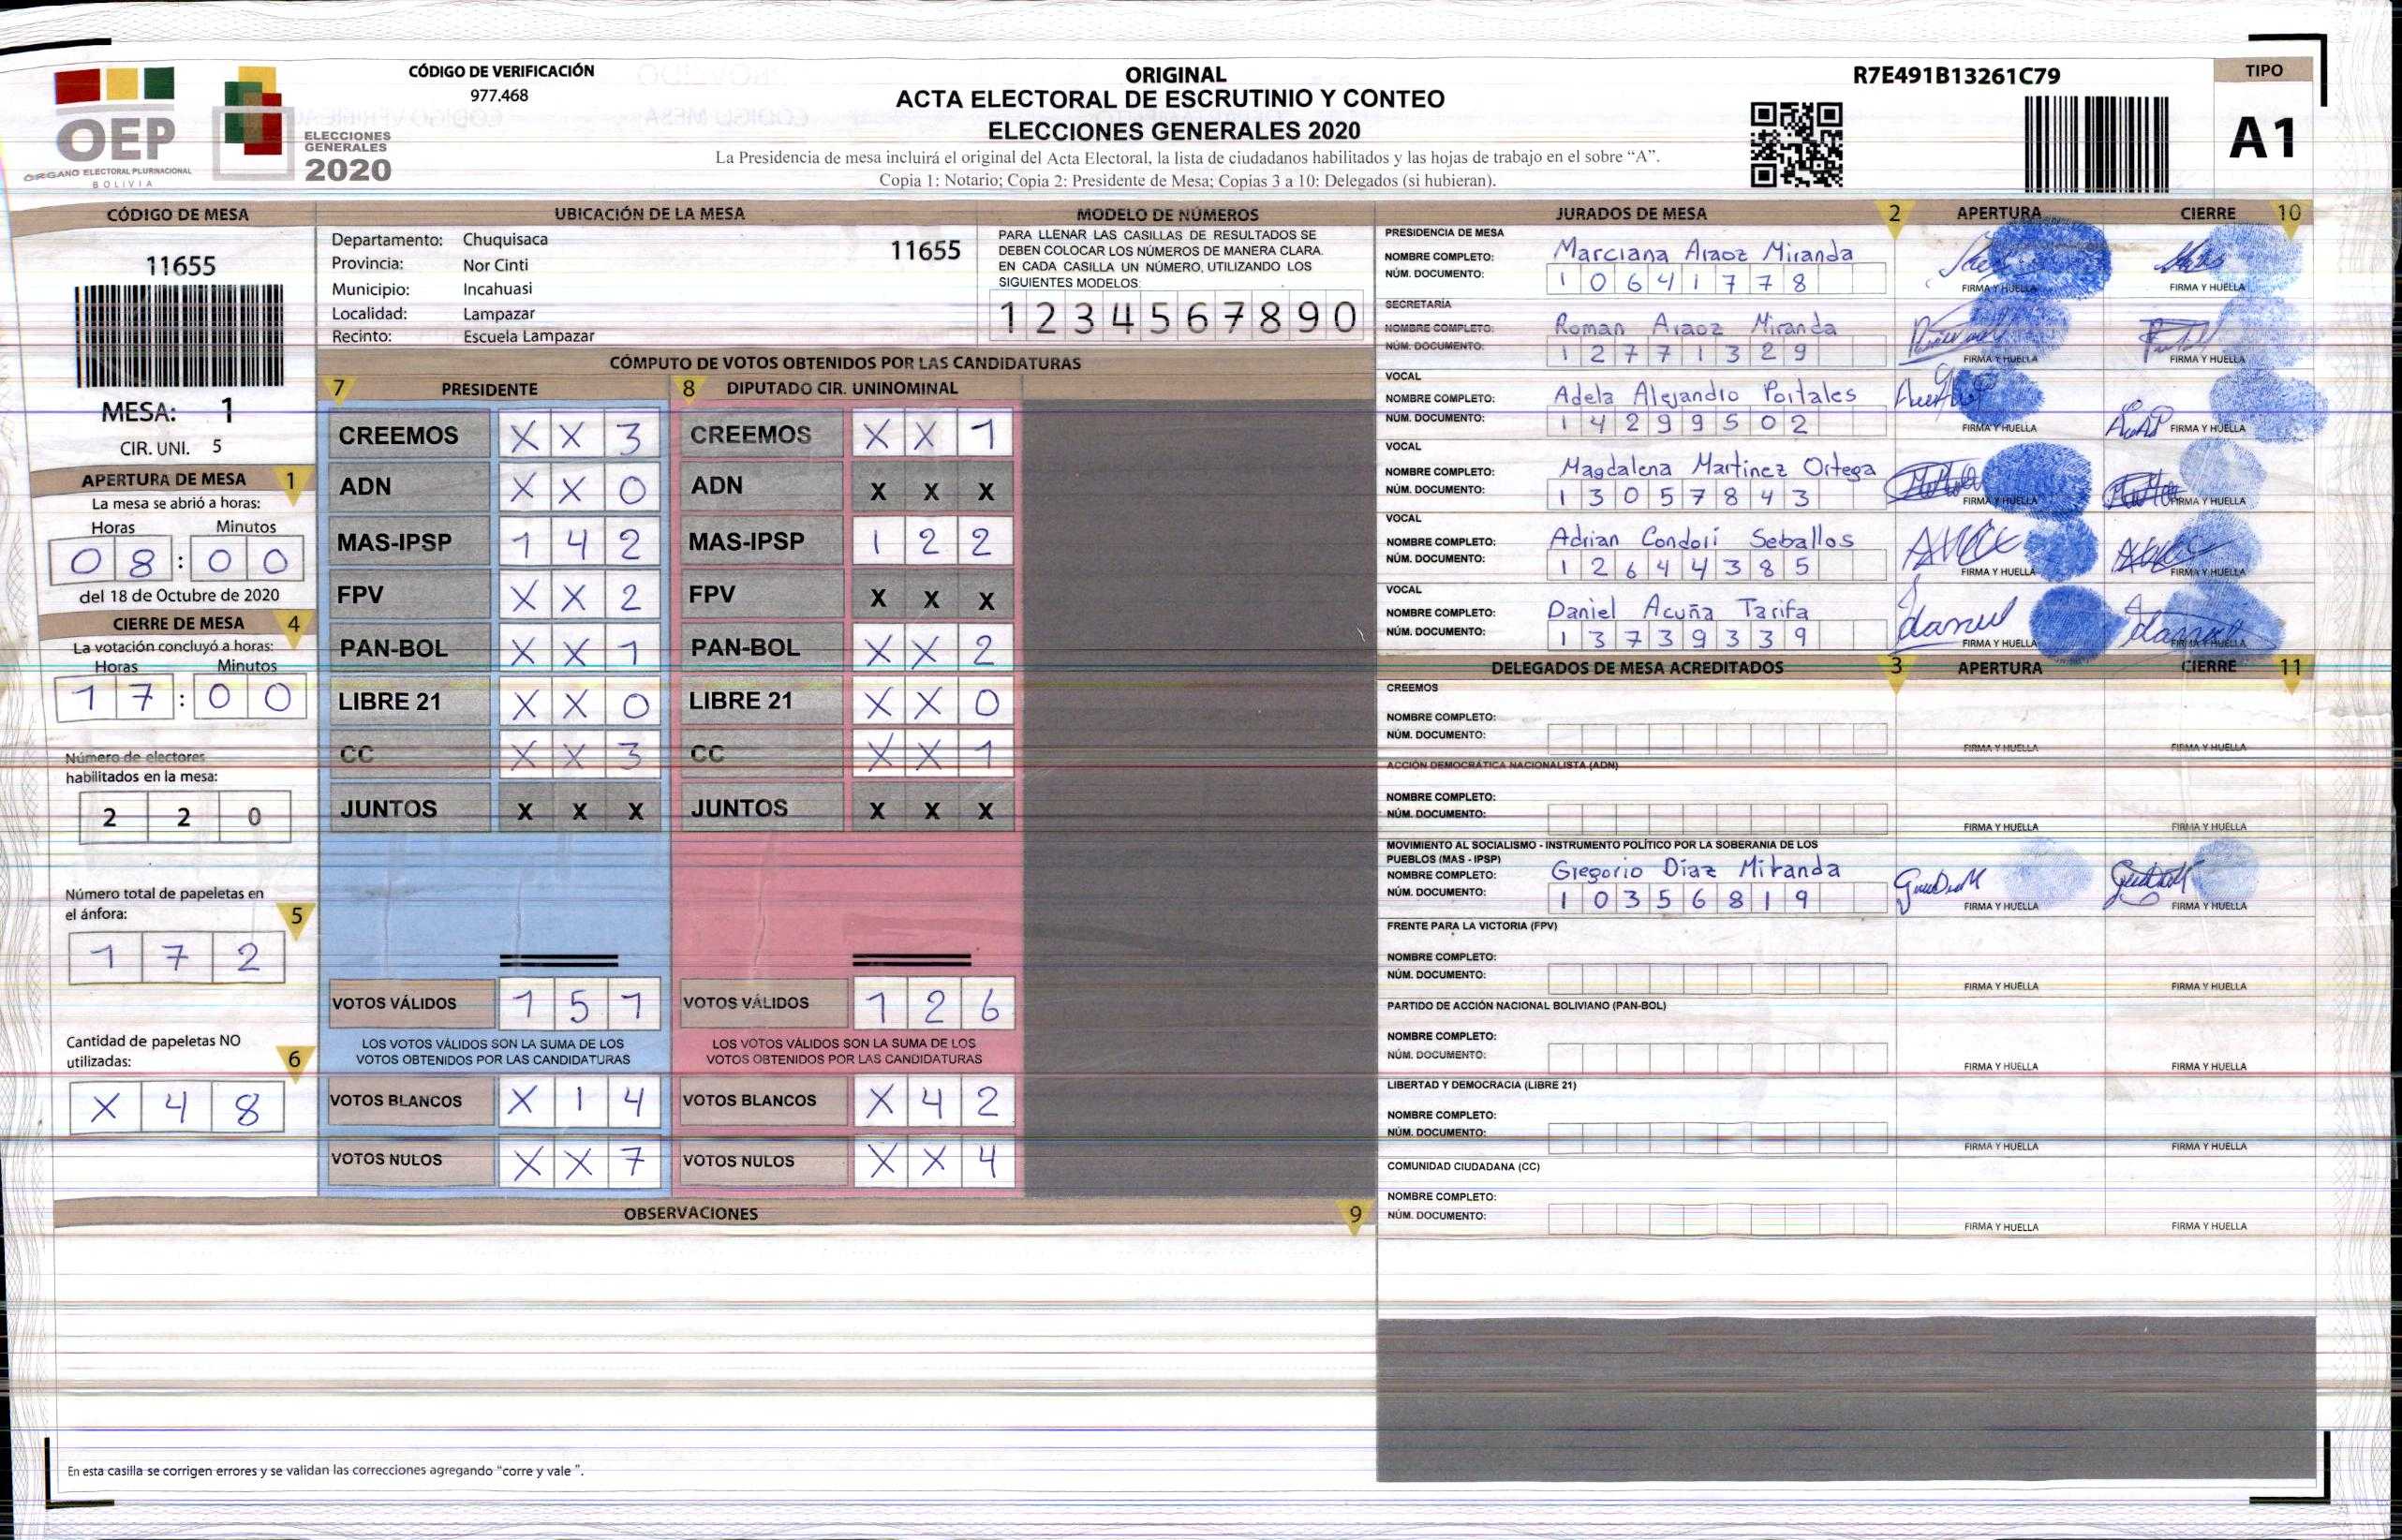 CÓDIGO DE VERIFICACIÓN
977.468
OEP
ÓRGANO ELECTORAL PLURINACIONAL
BOLIVIA
ELECCIONES
GENERALES
2020
ORIGINAL
ACTA ELECTORAL DE ESCRUTINIO Y CONTEO
ELECCIONES GENERALES 2020
La Presidencia de mesa incluirá el original del Acta Electoral, la lista de ciudadanos habilitados y las hojas de trabajo en el sobre “A”.
Copia 1: Notario; Copia 2: Presidente de Mesa; Copias 3 a 10: Delegados (si hubieran).
R7E491B13261C79
TIPO
A1
CÓDIGO DE MESA
11655
MESA: 1
CIR. UNI. 5
APERTURA DE MESA 1
La mesa se abrió a horas:
Horas Minutos
0 8 : 0 0
del 18 de Octubre de 2020
CIERRE DE MESA 4
La votación concluyó a horas:
Horas Minutos
1 7 : 0 0
Número de electores
habilitados en la mesa:
2 2 0
Número total de papeletas en
el ánfora: 5
1 7 2
Cantidad de papeletas NO
utilizadas: 6
X 4 8
UBICACIÓN DE LA MESA
Departamento: Chuquisaca 11655
Provincia: Nor Cinti
Municipio: Incahuasi
Localidad: Lampazar
Recinto: Escuela Lampazar
MODELO DE NÚMEROS
PARA LLENAR LAS CASILLAS DE RESULTADOS SE
DEBEN COLOCAR LOS NÚMEROS DE MANERA CLARA.
EN CADA CASILLA UN NÚMERO, UTILIZANDO LOS
SIGUIENTES MODELOS:
1 2 3 4 5 6 7 8 9 0
CÓMPUTO DE VOTOS OBTENIDOS POR LAS CANDIDATURAS
7 PRESIDENTE 8 DIPUTADO CIR. UNINOMINAL
CREEMOS X X 3 CREEMOS X X 1
ADN X X 0 ADN X X X
MAS-IPSP 1 4 2 MAS-IPSP 1 2 2
FPV X X 2 FPV X X X
PAN-BOL X X 1 PAN-BOL X X 2
LIBRE 21 X X 0 LIBRE 21 X X 0
CC X X 3 CC X X 1
JUNTOS X X X JUNTOS X X X
VOTOS VÁLIDOS 1 5 1 VOTOS VÁLIDOS 1 2 6
LOS VOTOS VÁLIDOS SON LA SUMA DE LOS LOS VOTOS VÁLIDOS SON LA SUMA DE LOS
VOTOS OBTENIDOS POR LAS CANDIDATURAS VOTOS OBTENIDOS POR LAS CANDIDATURAS
VOTOS BLANCOS X 1 4 VOTOS BLANCOS X 4 2
VOTOS NULOS X X 7 VOTOS NULOS X X 4
OBSERVACIONES 9
En esta casilla se corrigen errores y se validan las correcciones agregando “corre y vale ”.
JURADOS DE MESA 2 APERTURA CIERRE 10
PRESIDENCIA DE MESA
NOMBRE COMPLETO: Marciana Araoz Miranda
NÚM. DOCUMENTO: 1 0 6 4 1 7 7 8 FIRMA Y HUELLA FIRMA Y HUELLA
SECRETARÍA
NOMBRE COMPLETO: Roman Araoz Miranda
NÚM. DOCUMENTO: 1 2 7 7 1 3 2 9 FIRMA Y HUELLA FIRMA Y HUELLA
VOCAL
NOMBRE COMPLETO: Adela Alejandro Portales
NÚM. DOCUMENTO: 1 4 2 9 9 5 0 2 FIRMA Y HUELLA FIRMA Y HUELLA
VOCAL
NOMBRE COMPLETO: Magdalena Martinez Ortega
NÚM. DOCUMENTO: 1 3 0 5 7 8 4 3 FIRMA Y HUELLA FIRMA Y HUELLA
VOCAL
NOMBRE COMPLETO: Adrian Condori Seballos
NÚM. DOCUMENTO: 1 2 6 4 4 3 8 5 FIRMA Y HUELLA FIRMA Y HUELLA
VOCAL
NOMBRE COMPLETO: Daniel Acuña Tarifa
NÚM. DOCUMENTO: 1 3 7 3 9 3 3 9 FIRMA Y HUELLA FIRMA Y HUELLA
DELEGADOS DE MESA ACREDITADOS 3 APERTURA CIERRE 11
CREEMOS
NOMBRE COMPLETO:
NÚM. DOCUMENTO: FIRMA Y HUELLA FIRMA Y HUELLA
ACCIÓN DEMOCRÁTICA NACIONALISTA (ADN)
NOMBRE COMPLETO:
NÚM. DOCUMENTO: FIRMA Y HUELLA FIRMA Y HUELLA
MOVIMIENTO AL SOCIALISMO - INSTRUMENTO POLÍTICO POR LA SOBERANIA DE LOS
PUEBLOS (MAS - IPSP)
NOMBRE COMPLETO: Gregorio Díaz Miranda
NÚM. DOCUMENTO: 1 0 3 5 6 8 1 9 FIRMA Y HUELLA FIRMA Y HUELLA
FRENTE PARA LA VICTORIA (FPV)
NOMBRE COMPLETO:
NÚM. DOCUMENTO: FIRMA Y HUELLA FIRMA Y HUELLA
PARTIDO DE ACCIÓN NACIONAL BOLIVIANO (PAN-BOL)
NOMBRE COMPLETO:
NÚM. DOCUMENTO: FIRMA Y HUELLA FIRMA Y HUELLA
LIBERTAD Y DEMOCRACIA (LIBRE 21)
NOMBRE COMPLETO:
NÚM. DOCUMENTO: FIRMA Y HUELLA FIRMA Y HUELLA
COMUNIDAD CIUDADANA (CC)
NOMBRE COMPLETO:
NÚM. DOCUMENTO: FIRMA Y HUELLA FIRMA Y HUELLA